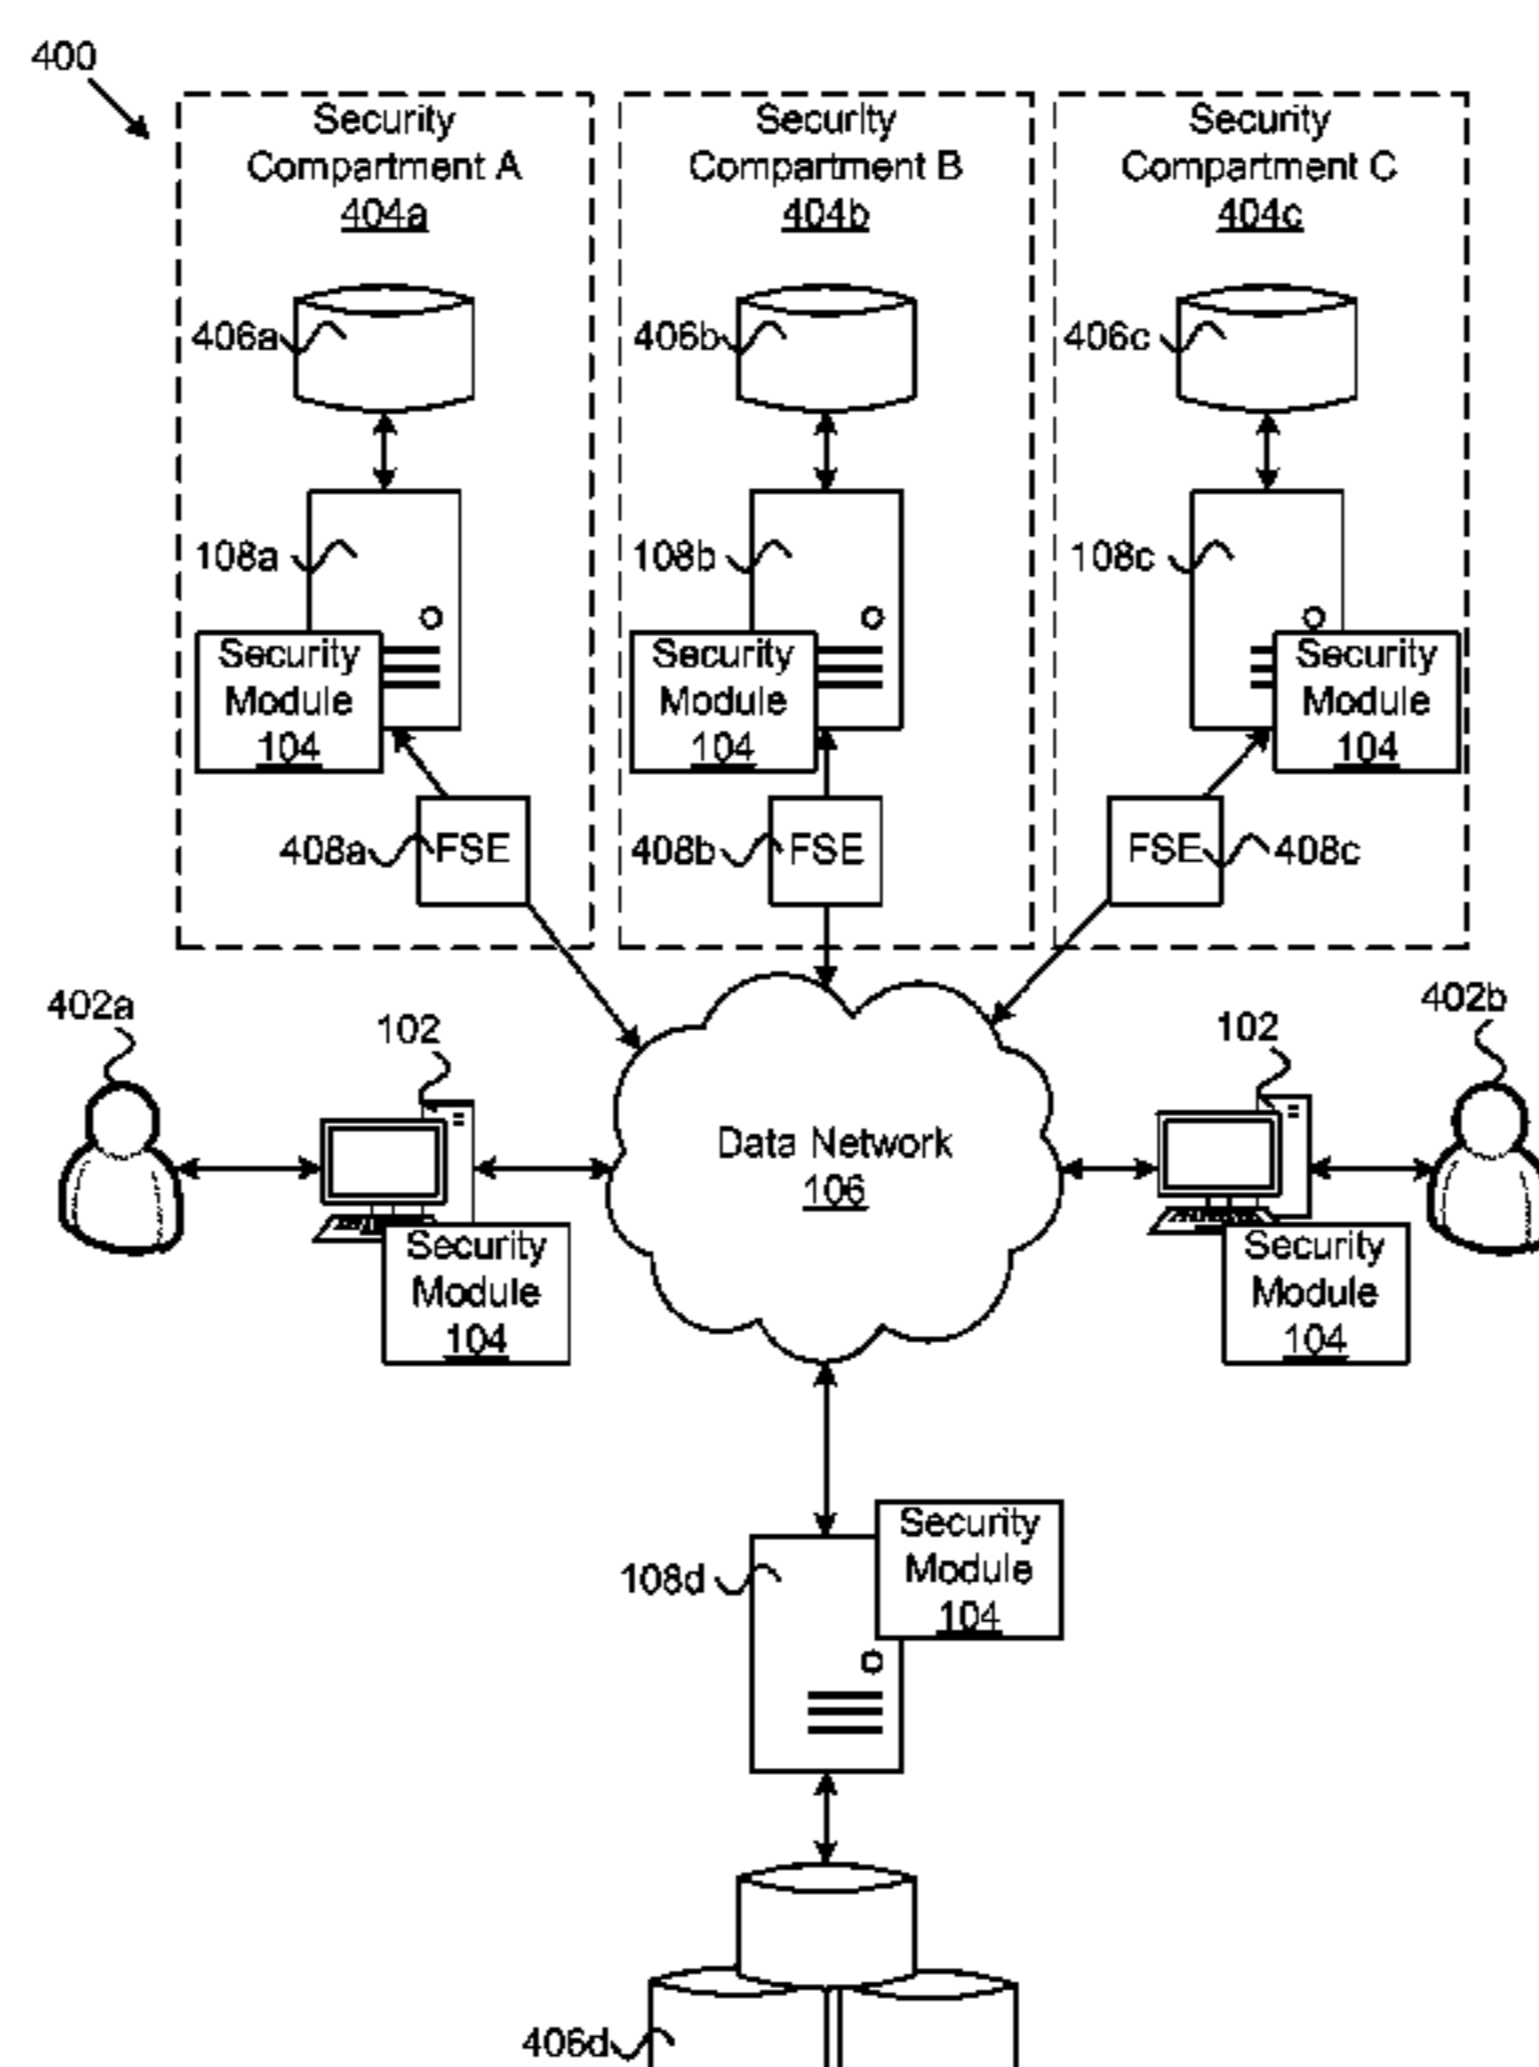 400
Security
Compartment A
404a
Security
Compartment B
404b
Security
Compartment C
404c
406a
406b
406c
108a
108b
108c
Security
Module
104
Security
Module
104
Security
Module
104
408a
FSE
408b
FSE
FSE
408c
402a
102
102
402b
Data Network
106
Security
Module
104
Security
Module
104
108d
Security
Module
104
406d